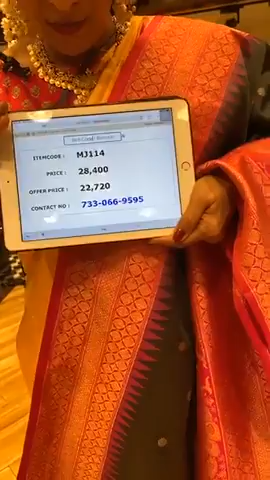 ITEMCODE : MJ114
PRICE : 28,400
OFFER PRICE : 22,720
CONTACT NO : 733-066-9595